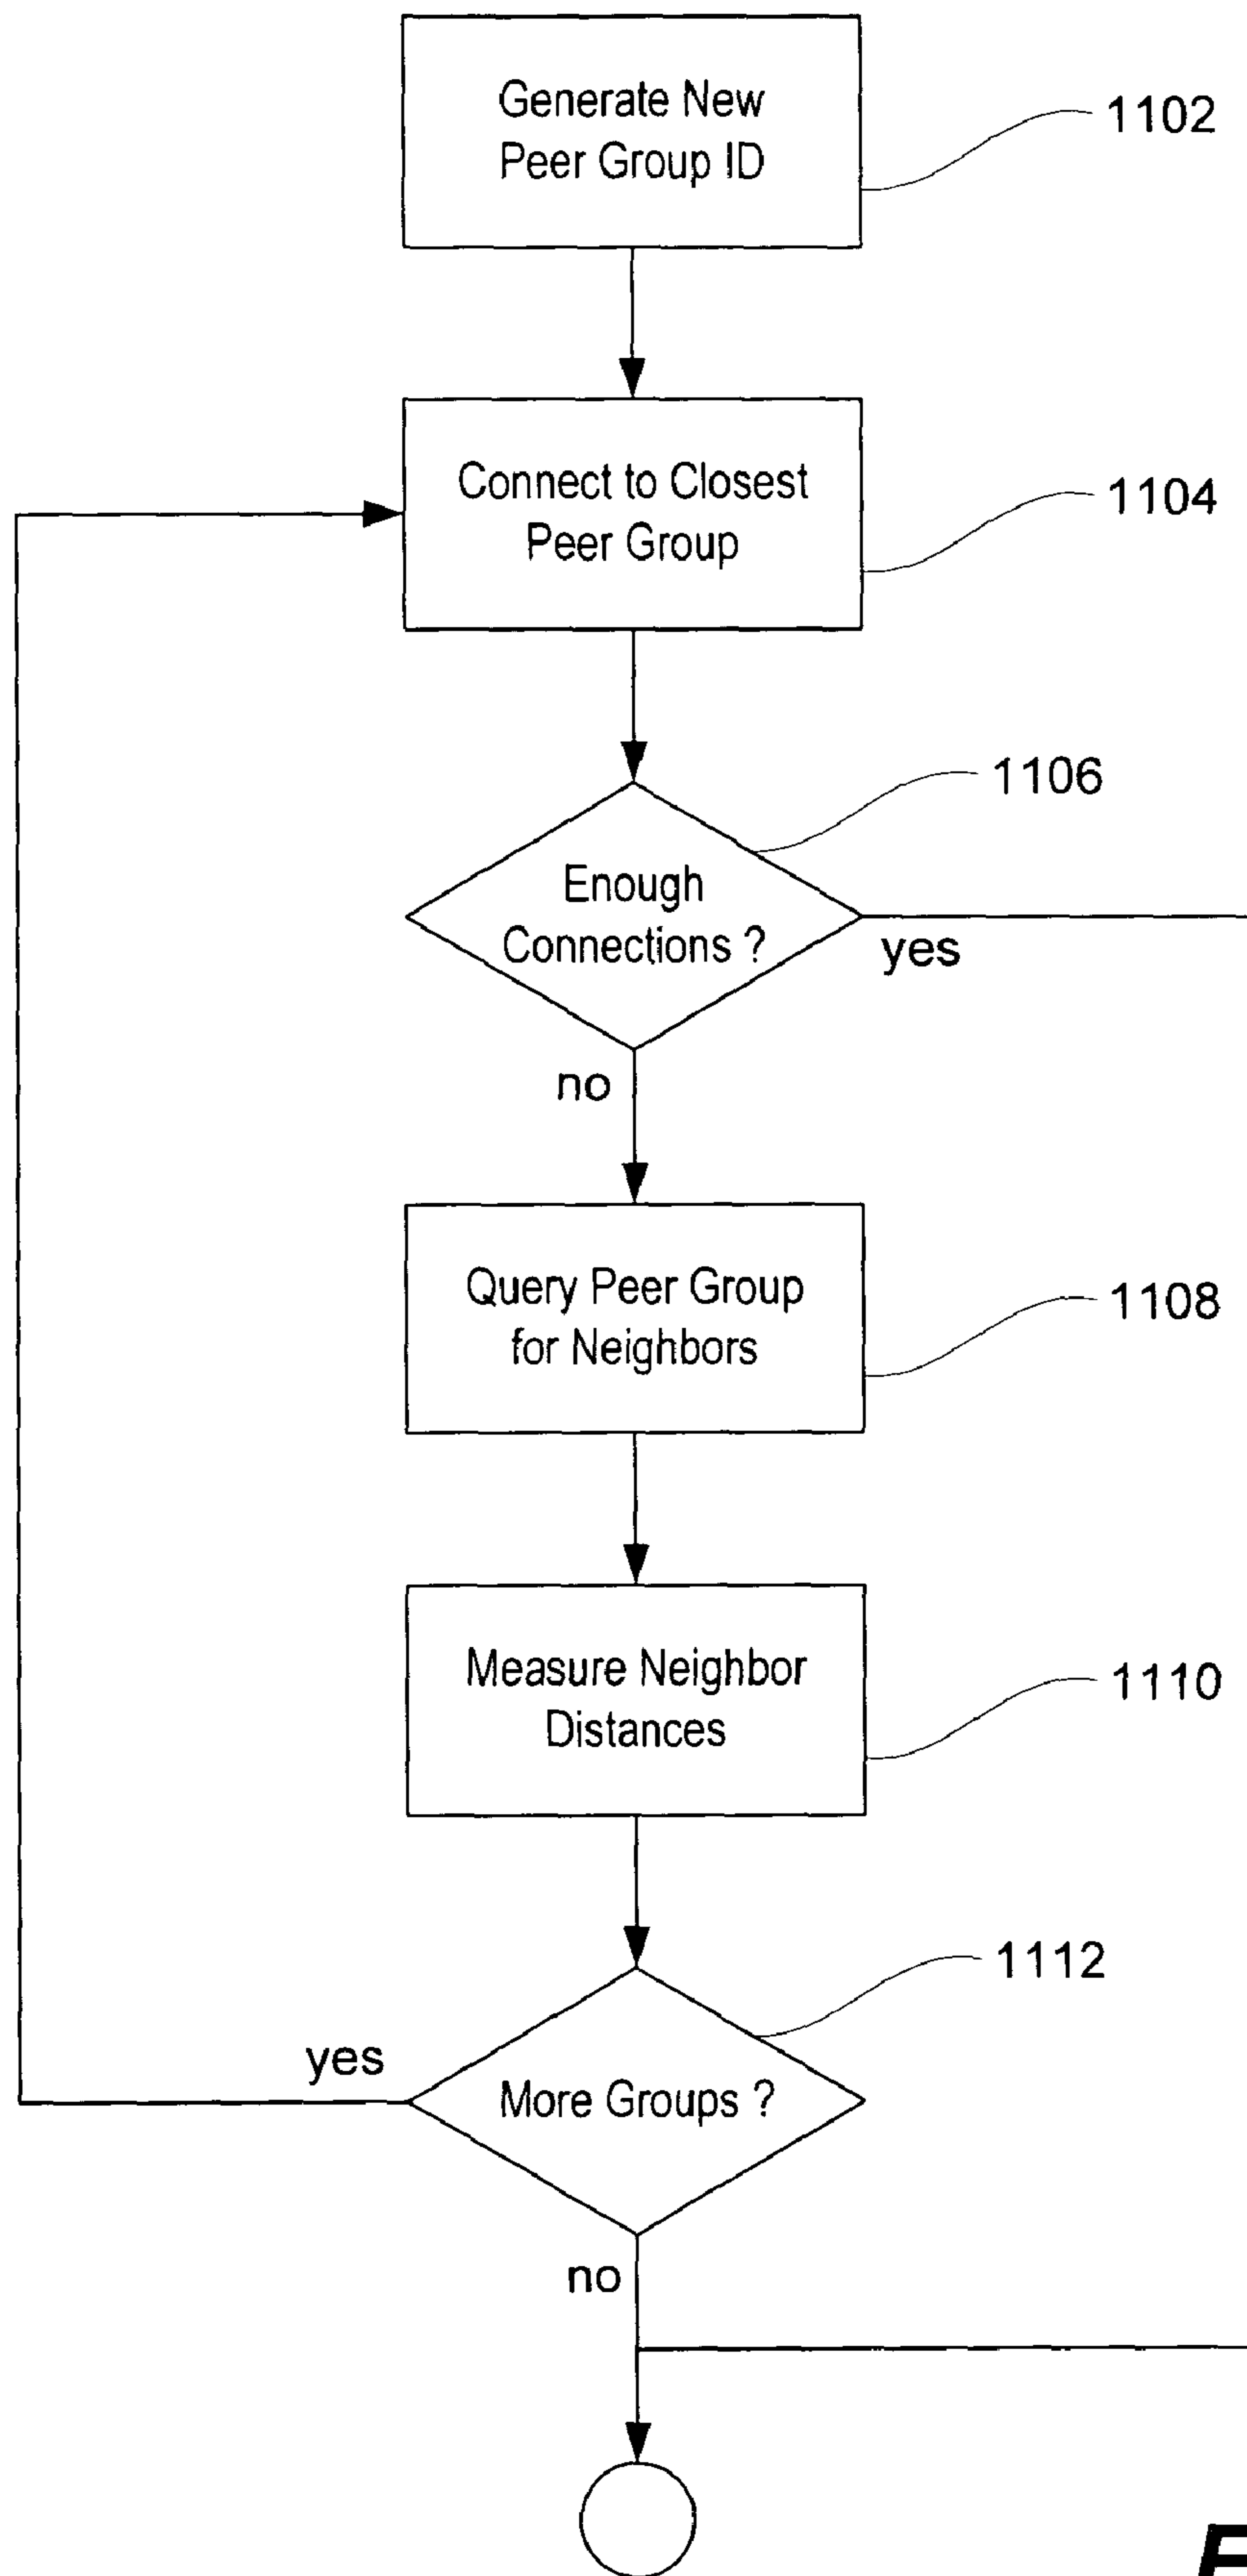 Generate New
Peer Group ID
1102
Connect to Closest
Peer Group
1104
1106
Enough
Connections ?
yes
no
Query Peer Group
for Neighbors
1108
Measure Neighbor
Distances
1110
1112
yes
More Groups ?
no